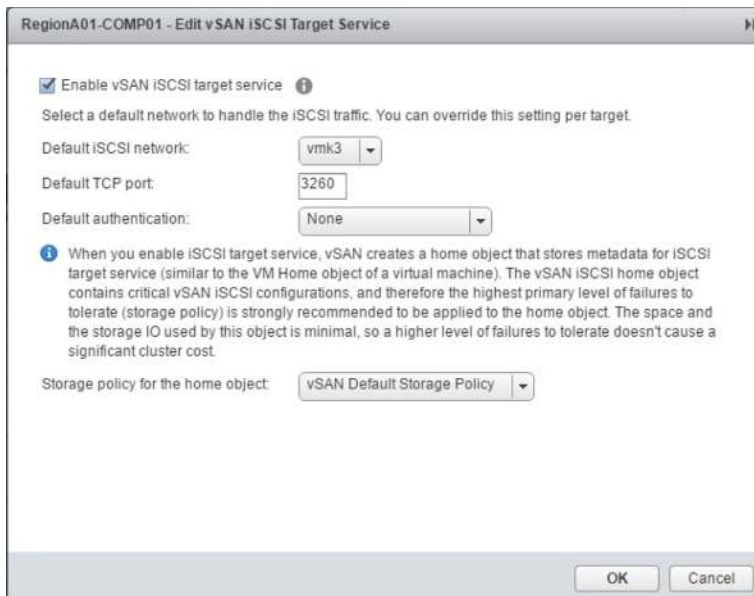 RegionA01-COMP01 - Edit vSAN iSCSI Target Service
Enable vSAN iSCSI target service
Select a default network to handle the iSCSI traffic. You can override this setting per target.
Default iSCSI network: vmk3
Default TCP port: 3260
Default authentication: None
When you enable iSCSI target service, vSAN creates a home object that stores metadata for iSCSI
target service (similar to the VM Home object of a virtual machine). The vSAN iSCSI home object
contains critical vSAN iSCSI configurations, and therefore the highest primary level of failures to
tolerate (storage policy) is strongly recommended to be applied to the home object. The space and
the storage IO used by this object is minimal, so a higher level of failures to tolerate doesn't cause a
significant cluster cost.
Storage policy for the home object: vSAN Default Storage Policy
OK Cancel